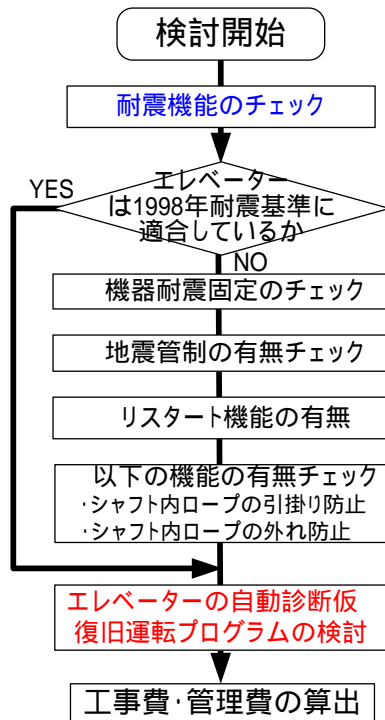 検討開始
耐震機能のチェック
エレベーター
は1998年耐震基準に
適合しているか
YES
NO
機器耐震固定のチェック
地震管制の有無チェック
リスタート機能の有無
以下の機能の有無チェック
･シャフト内ロープの引掛り防止
･シャフト内ロープの外れ防止
エレベーターの自動診断仮
復旧運転プログラムの検討
工事費･管理費の算出